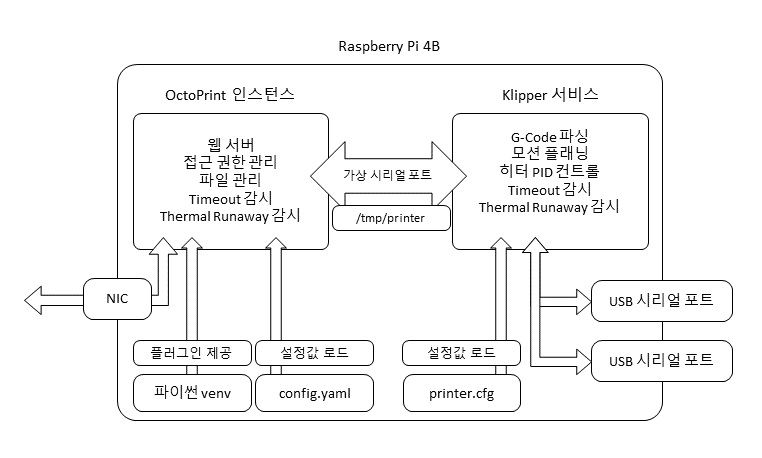 Raspberry Pi 4B
OctoPrint 인스턴스
Klipper 서비스
웹 서버
접근 권한 관리
파일 관리
Timeout 감시
Thermal Runaway 감시
가상 시리얼 포트
/tmp/printer
G-Code 파싱
모션 플래닝
히터 PID 컨트롤
Timeout 감시
Thermal Runaway 감시
NIC
USB 시리얼 포트
USB 시리얼 포트
플러그인 제공
설정값 로드
설정값 로드
파이썬 venv
config.yaml
printer.cfg